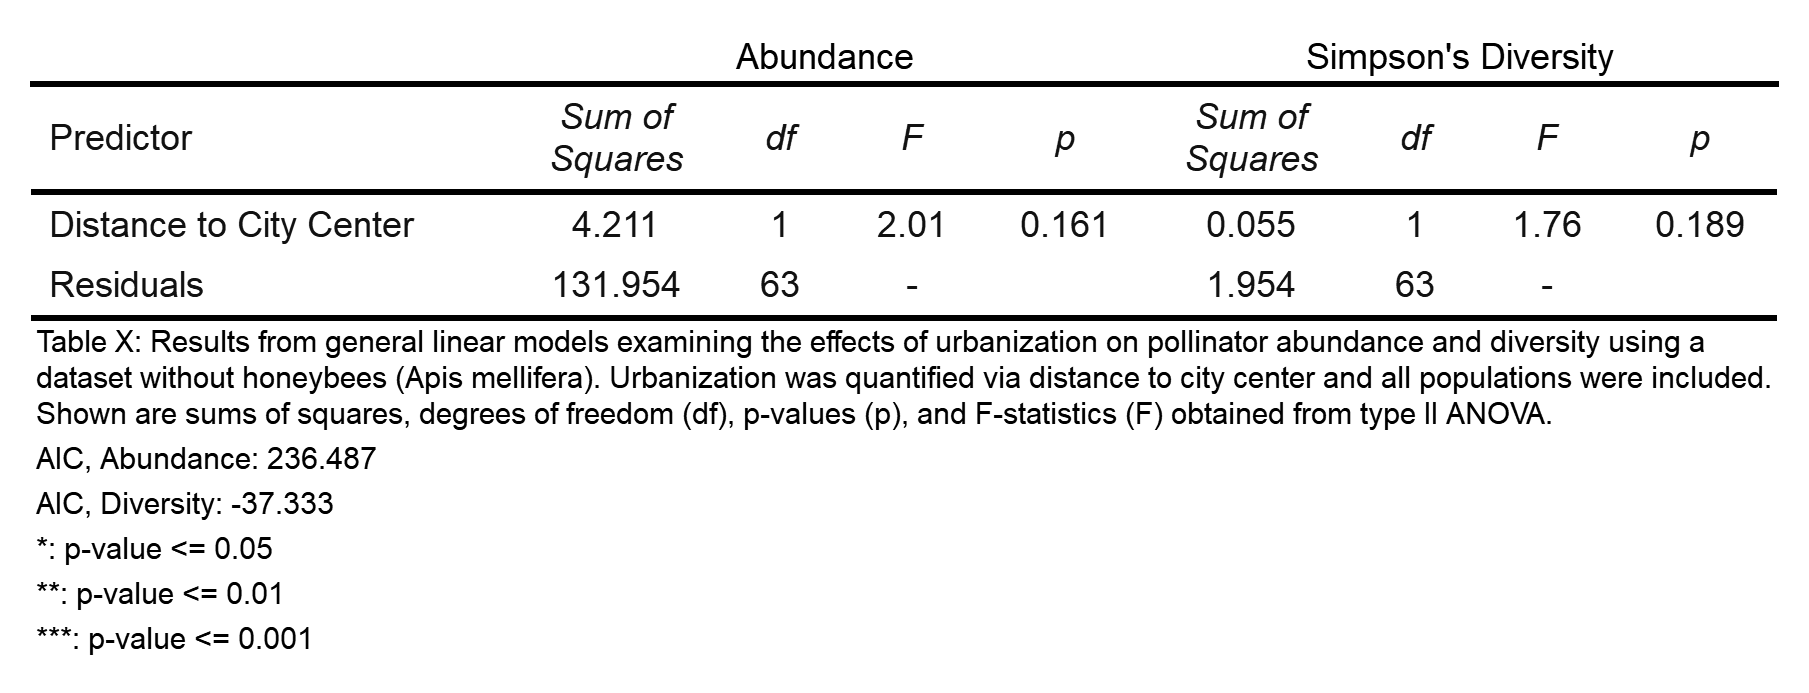 Abundance Simpson's Diversity
Predictor Sum of Squares df F p Sum of Squares df F p
Distance to City Center 4.211 1 2.01 0.161 0.055 1 1.76 0.189
Residuals 131.954 63 - 1.954 63 -
Table X: Results from general linear models examining the effects of urbanization on pollinator abundance and diversity using a
dataset without honeybees (Apis mellifera). Urbanization was quantified via distance to city center and all populations were included.
Shown are sums of squares, degrees of freedom (df), p-values (p), and F-statistics (F) obtained from type II ANOVA.
AIC, Abundance: 236.487
AIC, Diversity: -37.333
*: p-value <= 0.05
**: p-value <= 0.01
***: p-value <= 0.001